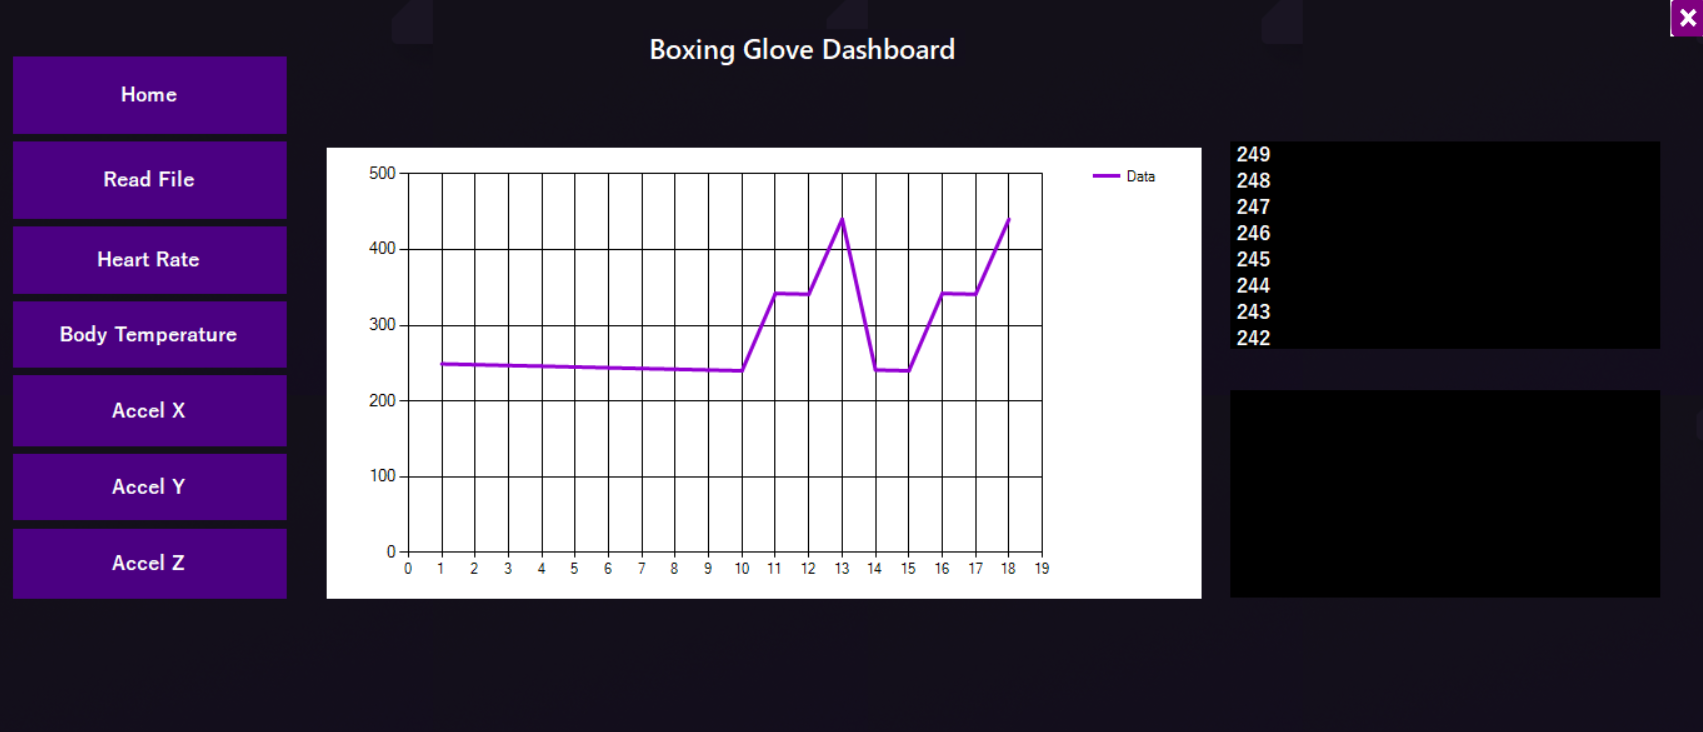 Boxing Glove Dashboard
Home
Read File
Heart Rate
Body Temperature
Accel X
Accel Y
Accel Z
500
400
300
200
100
0
0 1 2 3 4 5 6 7 8 9 10 11 12 13 14 15 16 17 18 19
Data
249
248
247
246
245
244
243
242